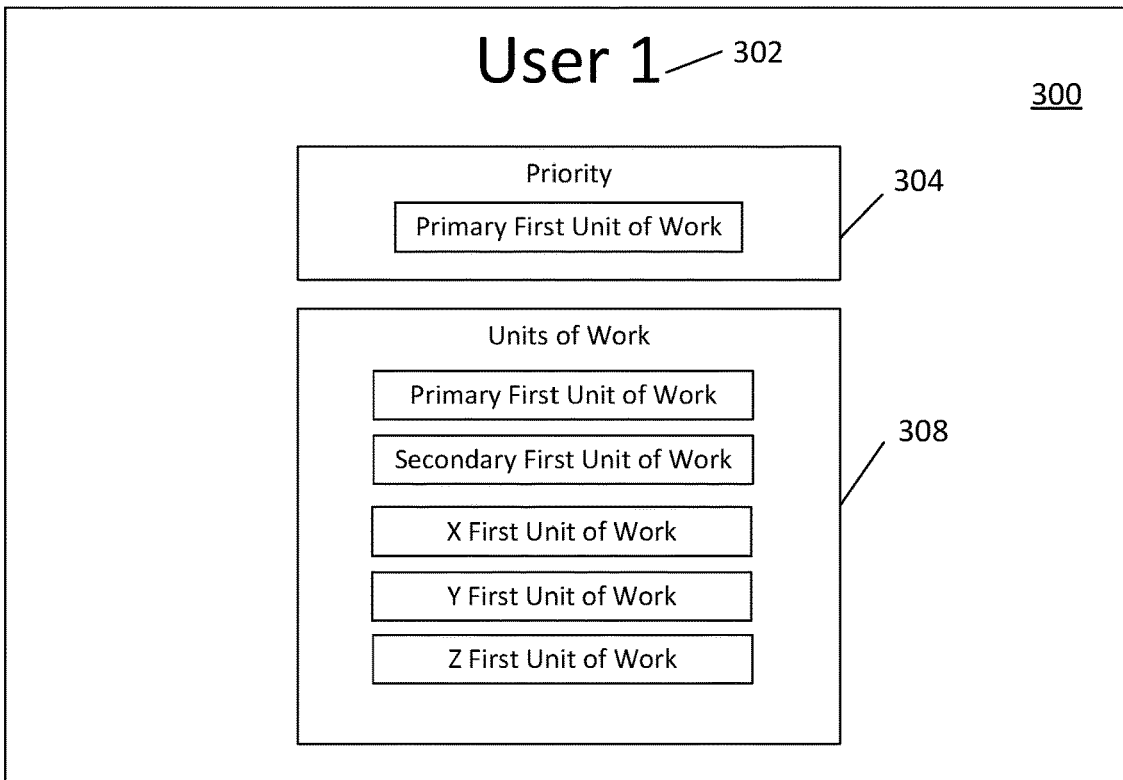 User 1
302
300
Priority
304
Primary First Unit of Work
Units of Work
Primary First Unit of Work
308
Secondary First Unit of Work
X First Unit of Work
Y First Unit of Work
Z First Unit of Work